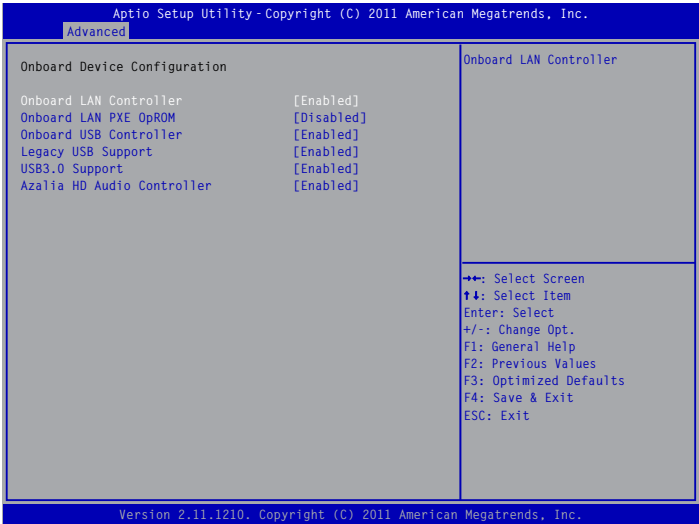 Aptio Setup Utility - Copyright (C) 2011 American Megatrends, Inc.
Advanced
Onboard Device Configuration
Onboard LAN Controller [Enabled]
Onboard LAN PXE OpROM [Disabled]
Onboard USB Controller [Enabled]
Legacy USB Support [Enabled]
USB3.0 Support [Enabled]
Azalia HD Audio Controller [Enabled]
Onboard LAN Controller
→←: Select Screen
↑↓: Select Item
Enter: Select
+/-: Change Opt.
F1: General Help
F2: Previous Values
F3: Optimized Defaults
F4: Save & Exit
ESC: Exit
Version 2.11.1210. Copyright (C) 2011 American Megatrends, Inc.